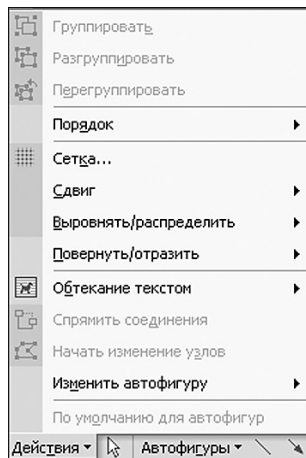 Группировать
Разгруппировать
Перегруппировать
Порядок
Сетка...
Сдвиг
Выровнять/распределить
Повернуть/отразить
Обтекание текстом
Спрямить соединения
Начать изменение узлов
Изменить автофигуру
По умолчанию для автофигур
Действия Автофигуры